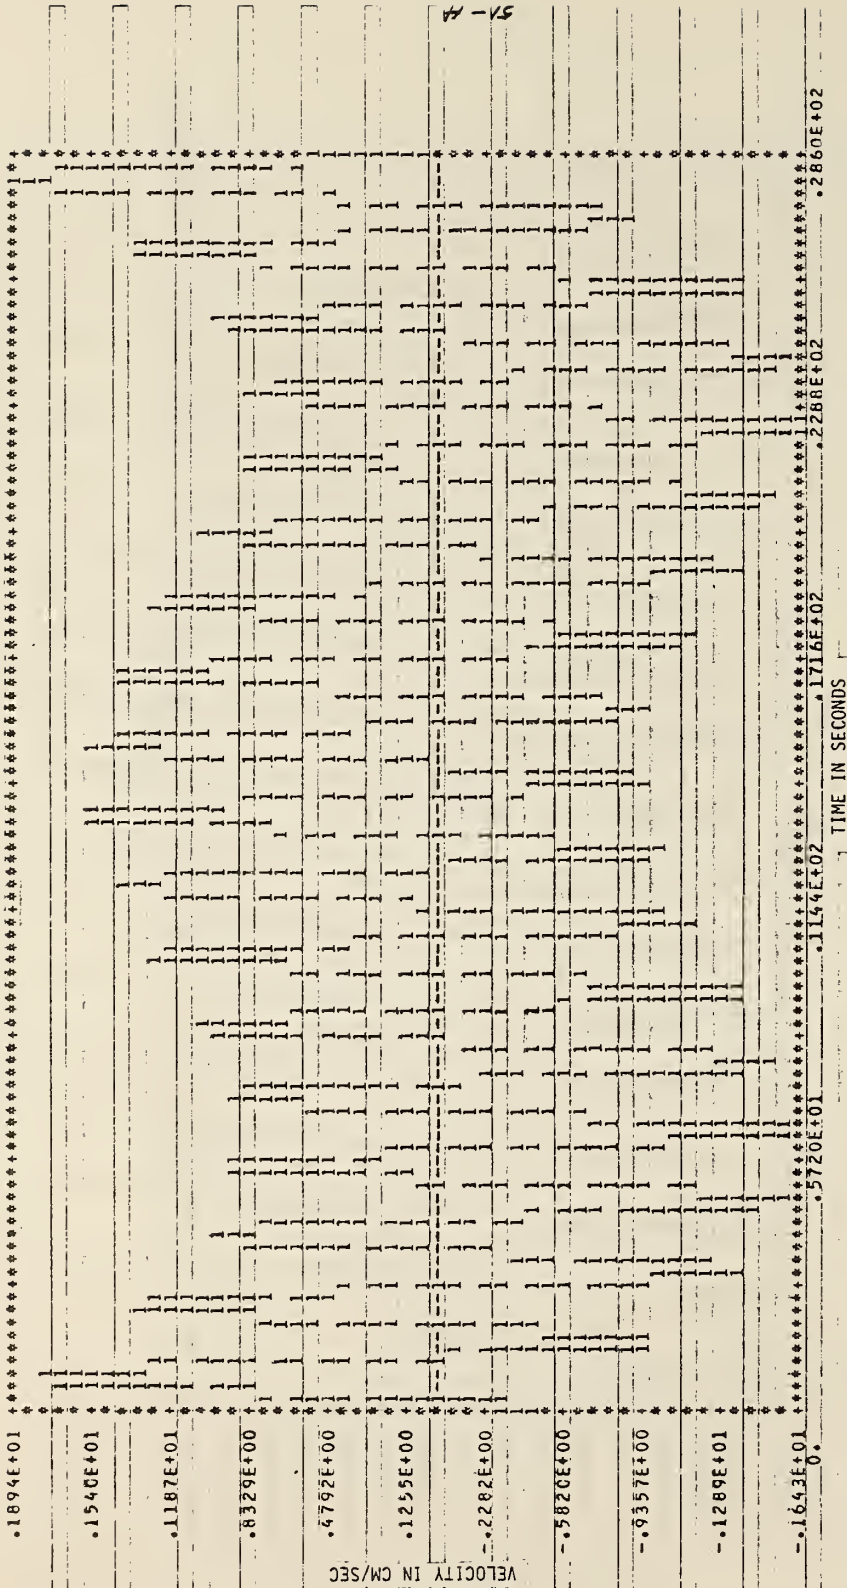 5A-AA
.1894E+01
.1540E+01
.1187E+01
.8329E+00
.4792E+00
.1255E+00
-.2282E+00
-.5820E+00
-.9357E+00
-.1289E+01
-.1643E+01
VELOCITY IN CM/SEC
0. .5720E+01 .1144E+02 .1716E+02 .2288E+02 .2860E+02
TIME IN SECONDS